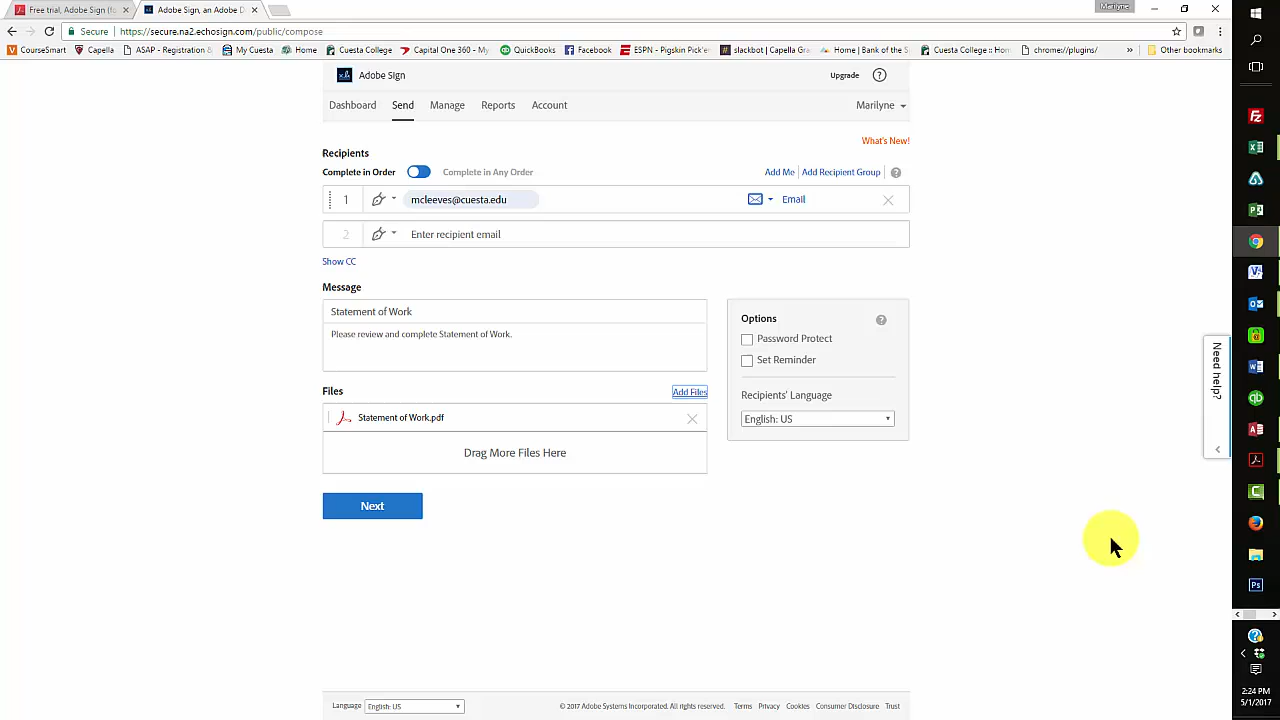 Free trial, Adobe Sign (fo
Adobe Sign, an Adobe D
Marilyne
Secure https://secure.na2.echosign.com/public/compose
CourseSmart Capella ASAP - Registration & My Cuesta Home Cuesta College Capital One 360 - My QuickBooks Facebook ESPN - Pigskin Pick'e slackbot | Capella Gra Home | Bank of the S Cuesta College :: Hom chrome://plugins/ » Other bookmarks
Adobe Sign
Upgrade ?
Dashboard Send Manage Reports Account Marilyne
What's New!
Recipients
Complete in Order Complete in Any Order Add Me Add Recipient Group ?
1 mcleeves@cuesta.edu Email
2 Enter recipient email
Show CC
Message
Statement of Work
Please review and complete Statement of Work.
Options ?
Password Protect
Set Reminder
Recipients' Language
English: US
Need help?
Files Add Files
Statement of Work.pdf
Drag More Files Here
Next
Language English: US © 2017 Adobe Systems Incorporated. All rights reserved. Terms Privacy Cookies Consumer Disclosure Trust
Fz
qb
Ps
2:24 PM
5/1/2017